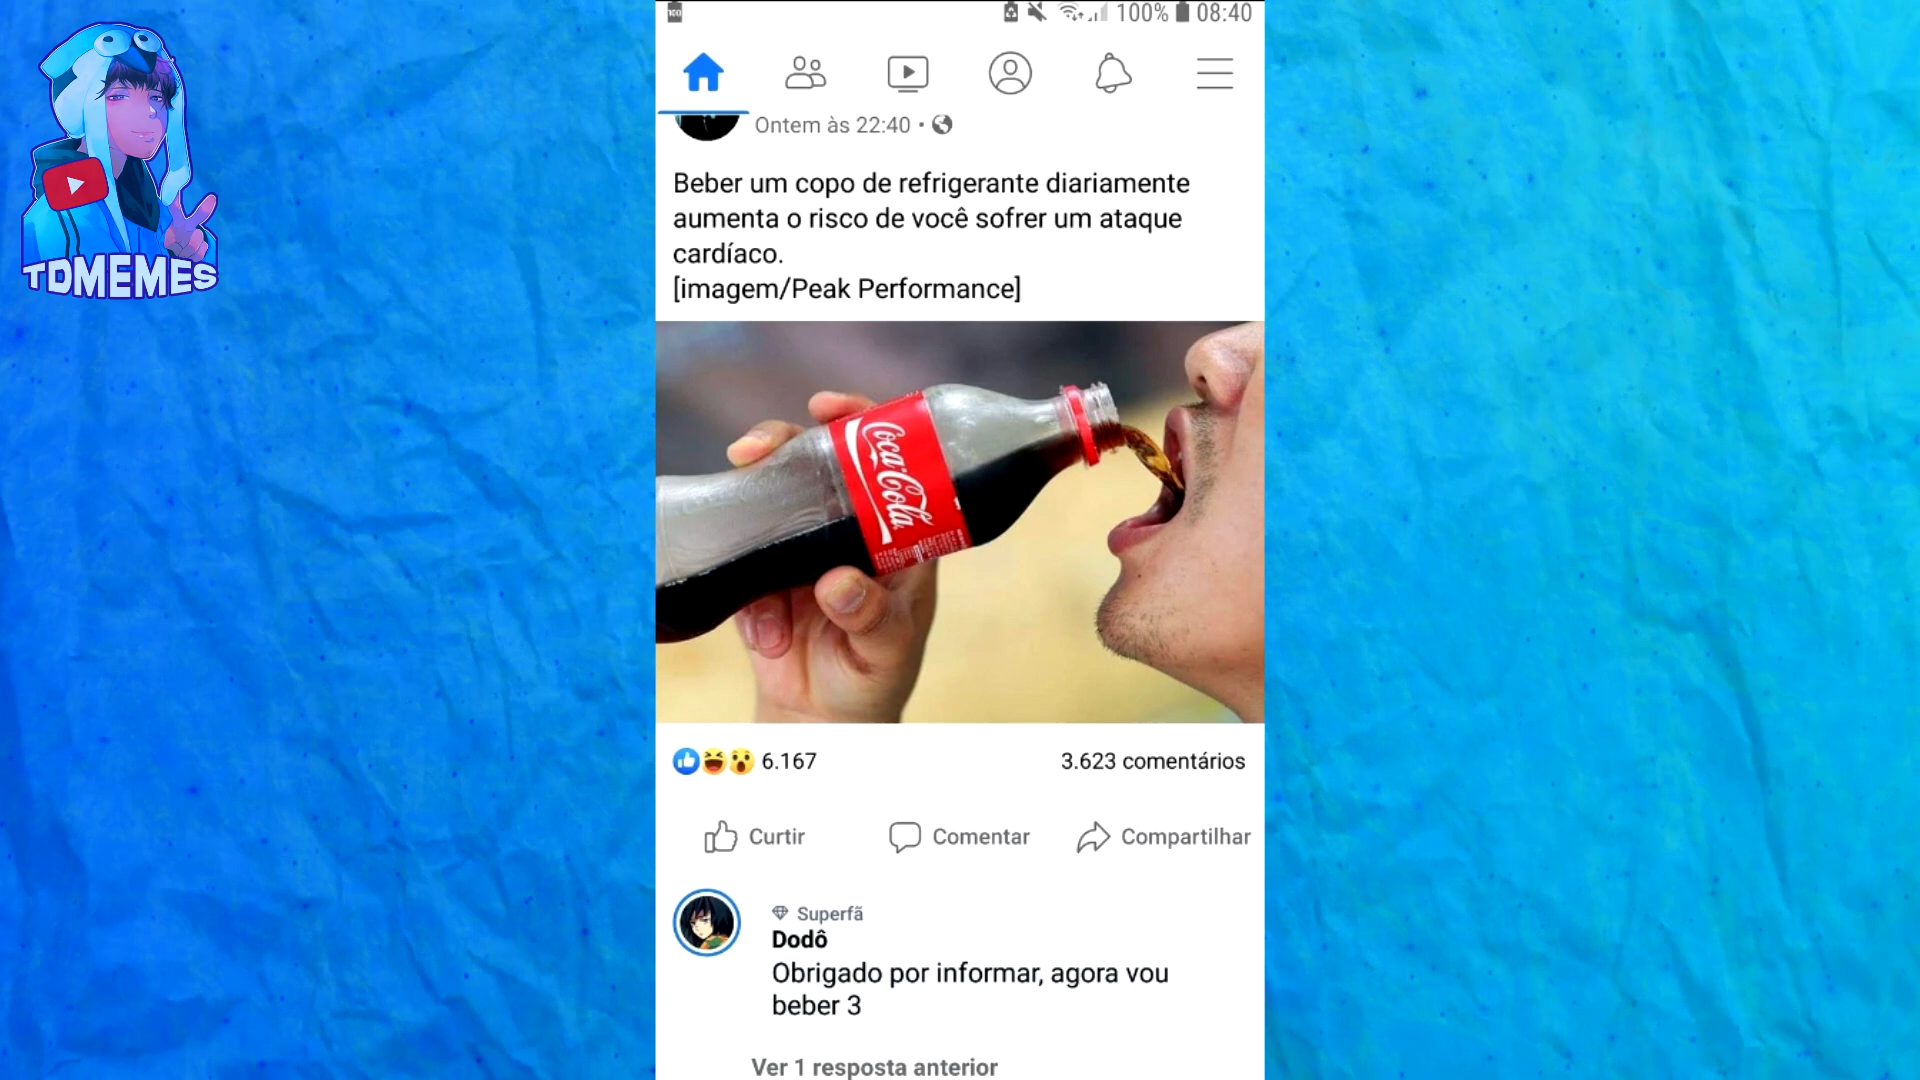 100% 08:40
Ontem às 22:40 •
Beber um copo de refrigerante diariamente
aumenta o risco de você sofrer um ataque
cardíaco.
[imagem/Peak Performance]
Coca-Cola
6.167
3.623 comentários
Curtir
Comentar
Compartilhar
Superfã
Dodô
Obrigado por informar, agora vou
beber 3
Ver 1 resposta anterior
TDMEMES